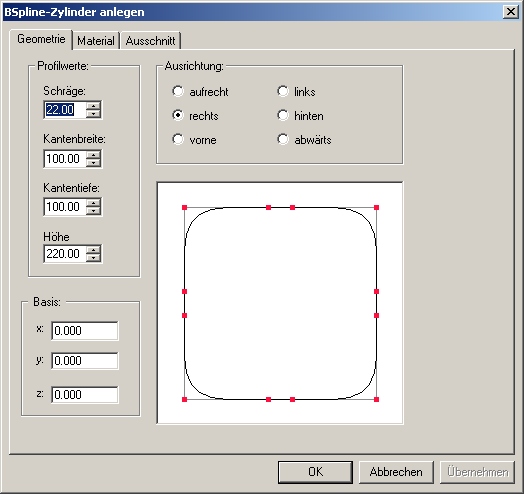 BSpline-Zylinder anlegen
Geometrie Material Ausschnitt
Profilwerte:
Schräge:
22.00
Kantenbreite:
100.00
Kantentiefe:
100.00
Höhe
220.00
Ausrichtung:
aufrecht links
rechts hinten
vorne abwärts
Basis:
x: 0.000
y: 0.000
z: 0.000
OK Abbrechen Übernehmen